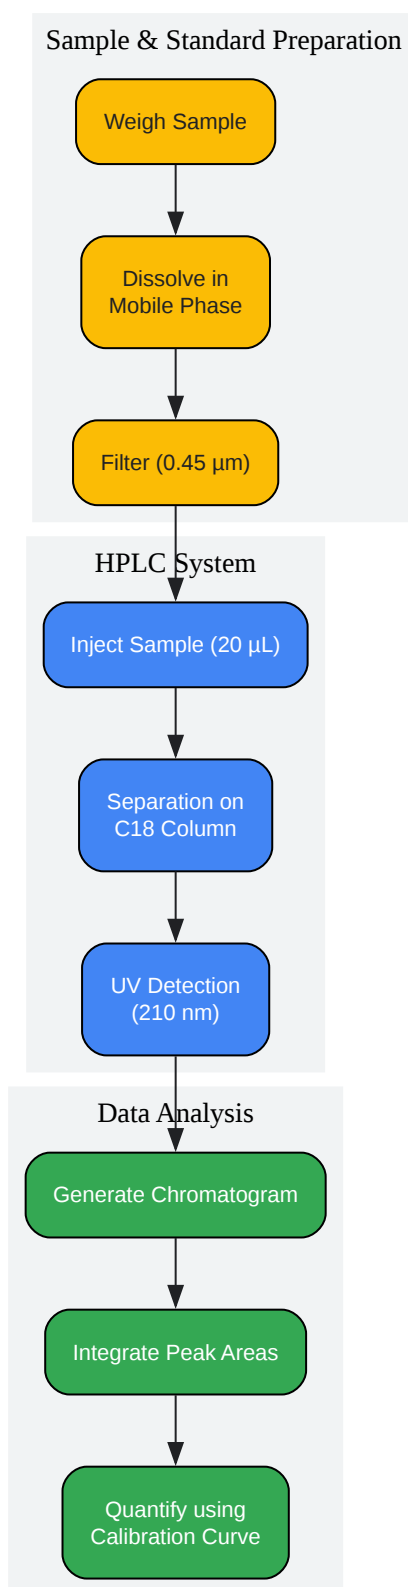 Sample & Standard Preparation
Weigh Sample
Dissolve in
Mobile Phase
Filter (0.45 µm)
HPLC System
Inject Sample (20 µL)
Separation on
C18 Column
UV Detection
(210 nm)
Data Analysis
Generate Chromatogram
Integrate Peak Areas
Quantify using
Calibration Curve